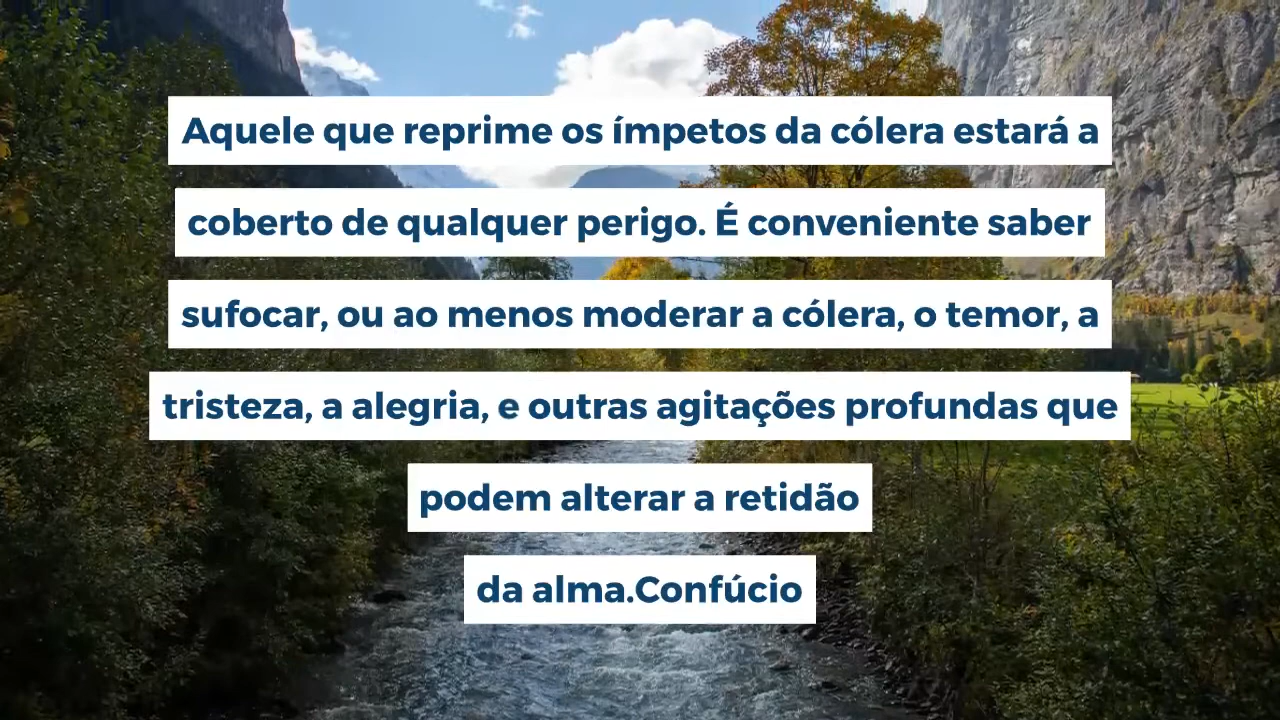 Aquele que reprime os ímpetos da cólera estará a
coberto de qualquer perigo. É conveniente saber
sufocar, ou ao menos moderar a cólera, o temor, a
tristeza, a alegria, e outras agitações profundas que
podem alterar a retidão
da alma.Confúcio